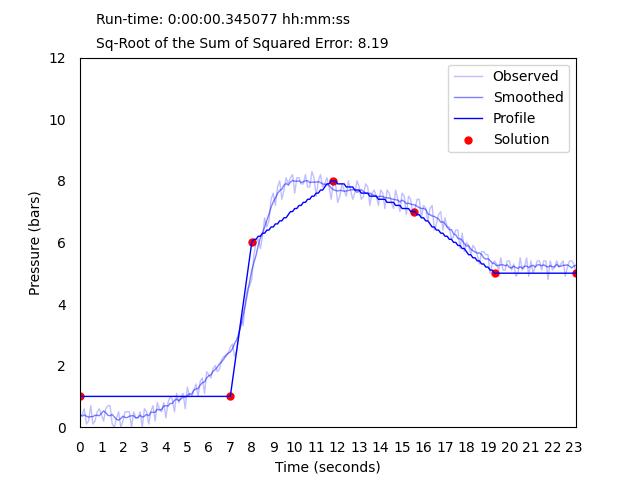 Run-time: 0:00:00.345077 hh:mm:ss
Sq-Root of the Sum of Squared Error: 8.19
12
10
8
6
4
2
0
Pressure (bars)
Observed
Smoothed
Profile
Solution
0 1 2 3 4 5 6 7 8 9 10 11 12 13 14 15 16 17 18 19 20 21 22 23
Time (seconds)